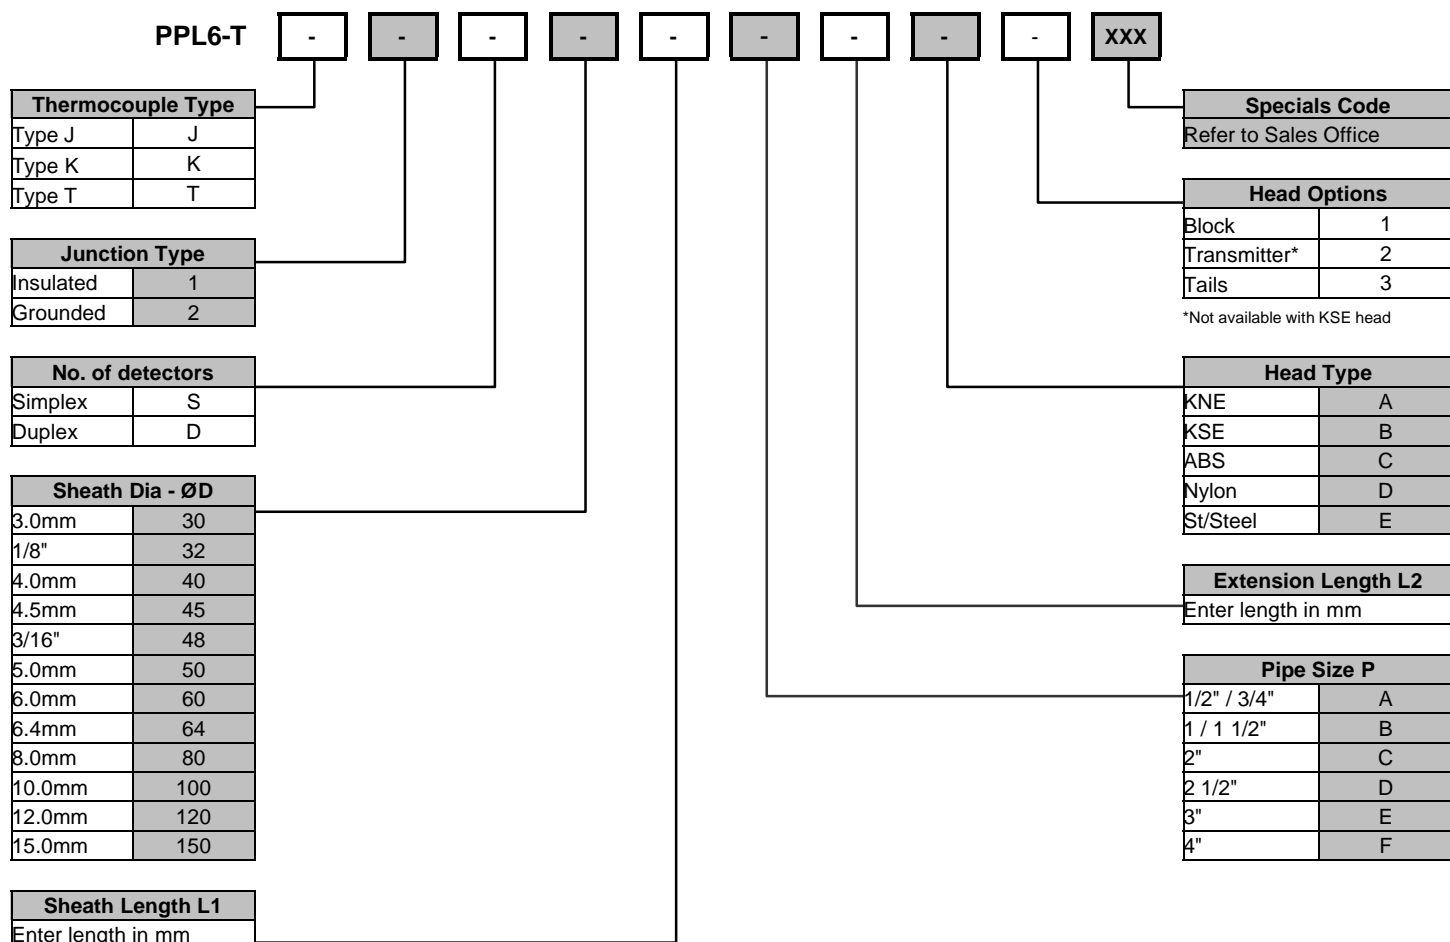 PPL6-T - - - - - - - - - XXX
Thermocouple Type
Type J J
Type K K
Type T T
Junction Type
Insulated 1
Grounded 2
No. of detectors
Simplex S
Duplex D
Sheath Dia - ØD
3.0mm 30
1/8" 32
4.0mm 40
4.5mm 45
3/16" 48
5.0mm 50
6.0mm 60
6.4mm 64
8.0mm 80
10.0mm 100
12.0mm 120
15.0mm 150
Sheath Length L1
Enter length in mm
Specials Code
Refer to Sales Office
Head Options
Block 1
Transmitter* 2
Tails 3
*Not available with KSE head
Head Type
KNE A
KSE B
ABS C
Nylon D
St/Steel E
Extension Length L2
Enter length in mm
Pipe Size P
1/2" / 3/4" A
1 / 1 1/2" B
2" C
2 1/2" D
3" E
4" F